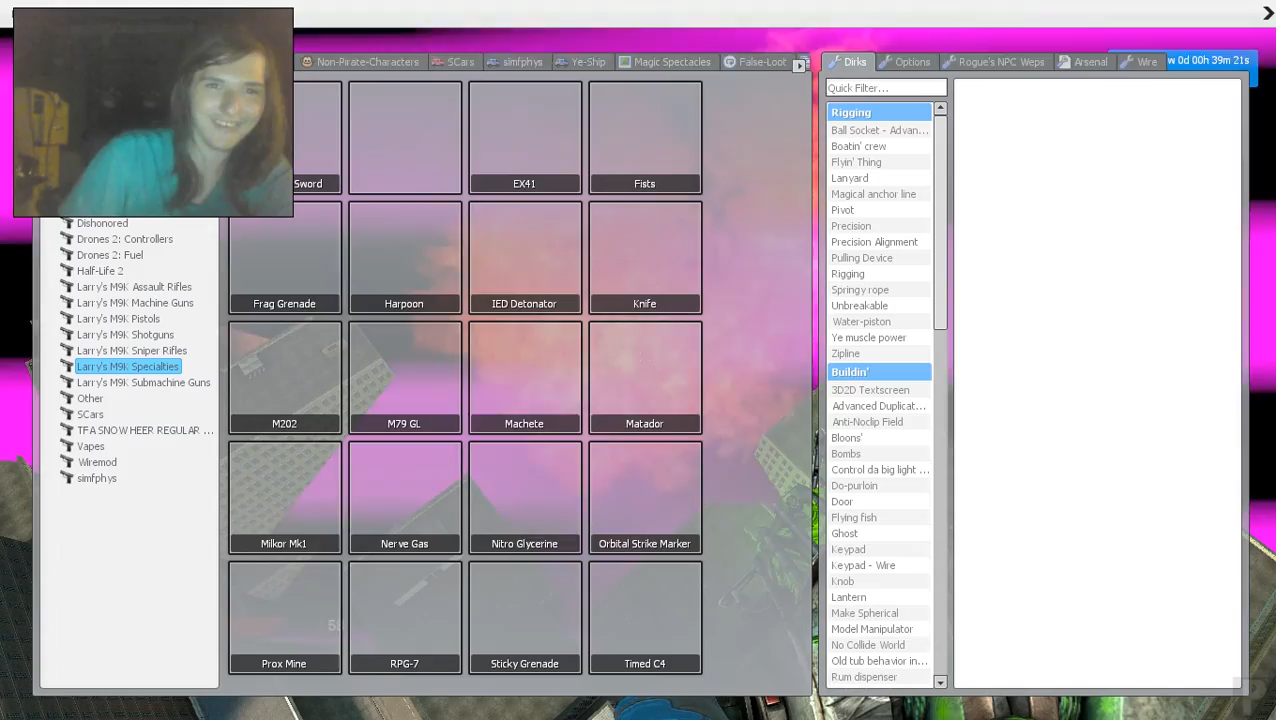 Non-Pirate-Characters SCars simfphys Ye-Ship Magic Spectacles False-Loot
Dirks Options Rogue's NPC Weps Arsenal Wire w 0d 00h 39m 21s
Dishonored
Drones 2: Controllers
Drones 2: Fuel
Half-Life 2
Larry's M9K Assault Rifles
Larry's M9K Machine Guns
Larry's M9K Pistols
Larry's M9K Shotguns
Larry's M9K Sniper Rifles
Larry's M9K Specialties
Larry's M9K Submachine Guns
Other
SCars
TFA SNOWHEER REGULAR ...
Vapes
Wiremod
simfphys
Sword EX41 Fists
Frag Grenade Harpoon IED Detonator Knife
M202 M79 GL Machete Matador
Milkor Mk1 Nerve Gas Nitro Glycerine Orbital Strike Marker
Prox Mine RPG-7 Sticky Grenade Timed C4
Quick Filter...
Rigging
Ball Socket - Advan...
Boatin' crew
Flyin' Thing
Lanyard
Magical anchor line
Pivot
Precision
Precision Alignment
Pulling Device
Rigging
Springy rope
Unbreakable
Water-piston
Ye muscle power
Zipline
Buildin'
3D2D Textscreen
Advanced Duplicat...
Anti-Noclip Field
Bloons'
Bombs
Control da big light ...
Do-purloin
Door
Flying fish
Ghost
Keypad
Keypad - Wire
Knob
Lantern
Make Spherical
Model Manipulator
No Collide World
Old tub behavior in...
Rum dispenser